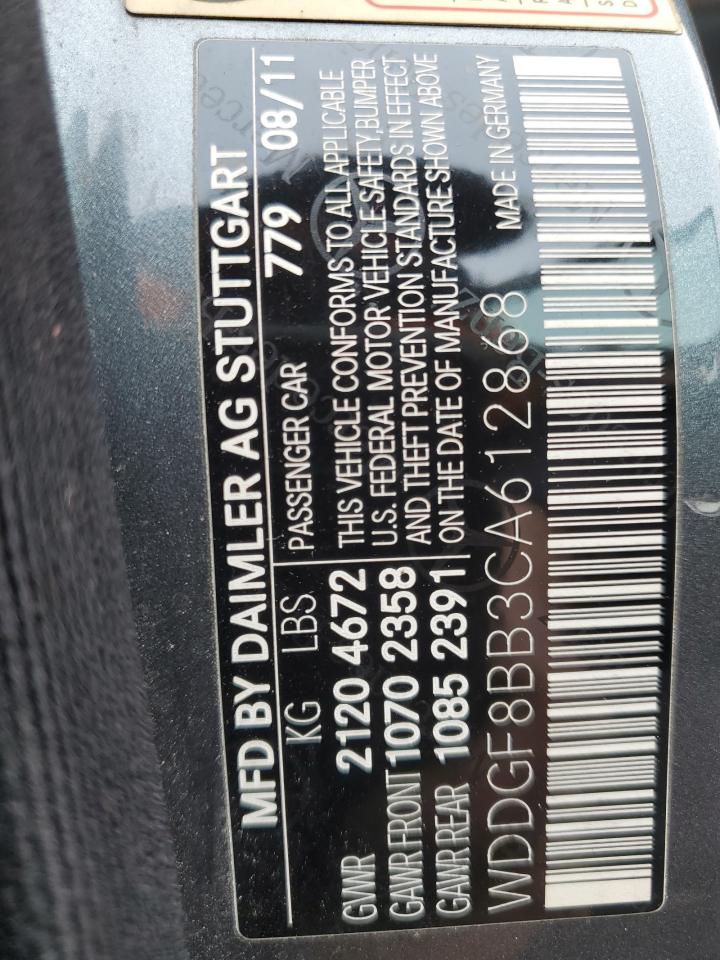 MFD BY DAIMLER AG STUTTGART
KG LBS PASSENGER CAR 779 08/11
GVWR 2120 4672 THIS VEHICLE CONFORMS TO ALL APPLICABLE
GAWR FRONT 1070 2358 U.S. FEDERAL MOTOR VEHICLE SAFETY, BUMPER
AND THEFT PREVENTION STANDARDS IN EFFECT
GAWR REAR 1085 2391 ON THE DATE OF MANUFACTURE SHOWN ABOVE
WDDGF8BB3CA612868 MADE IN GERMANY